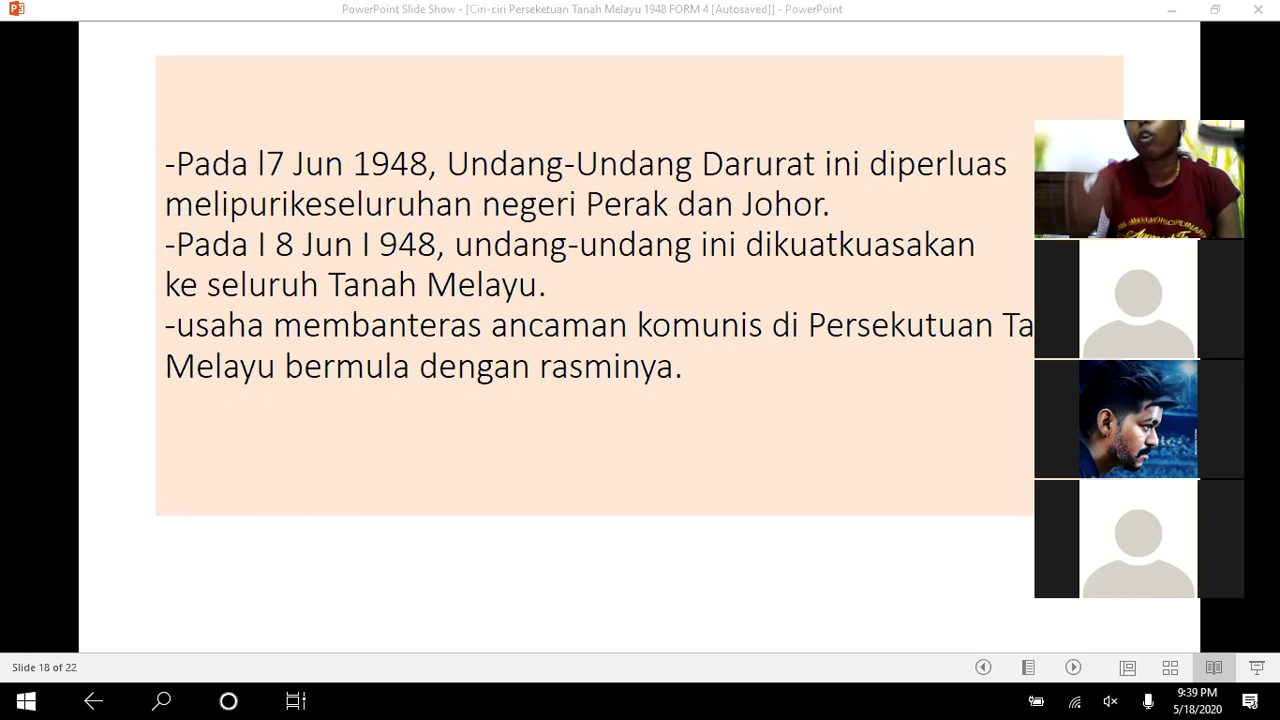 PowerPoint Slide Show - [Ciri-ciri Perseketuan Tanah Melayu 1948 FORM 4 [Autosaved]] - PowerPoint
-Pada l7 Jun 1948, Undang-Undang Darurat ini diperluas
melipurikeseluruhan negeri Perak dan Johor.
-Pada I 8 Jun I 948, undang-undang ini dikuatkuasakan
ke seluruh Tanah Melayu.
-usaha membanteras ancaman komunis di Persekutuan Ta
Melayu bermula dengan rasminya.
Slide 18 of 22
9:39 PM
5/18/2020